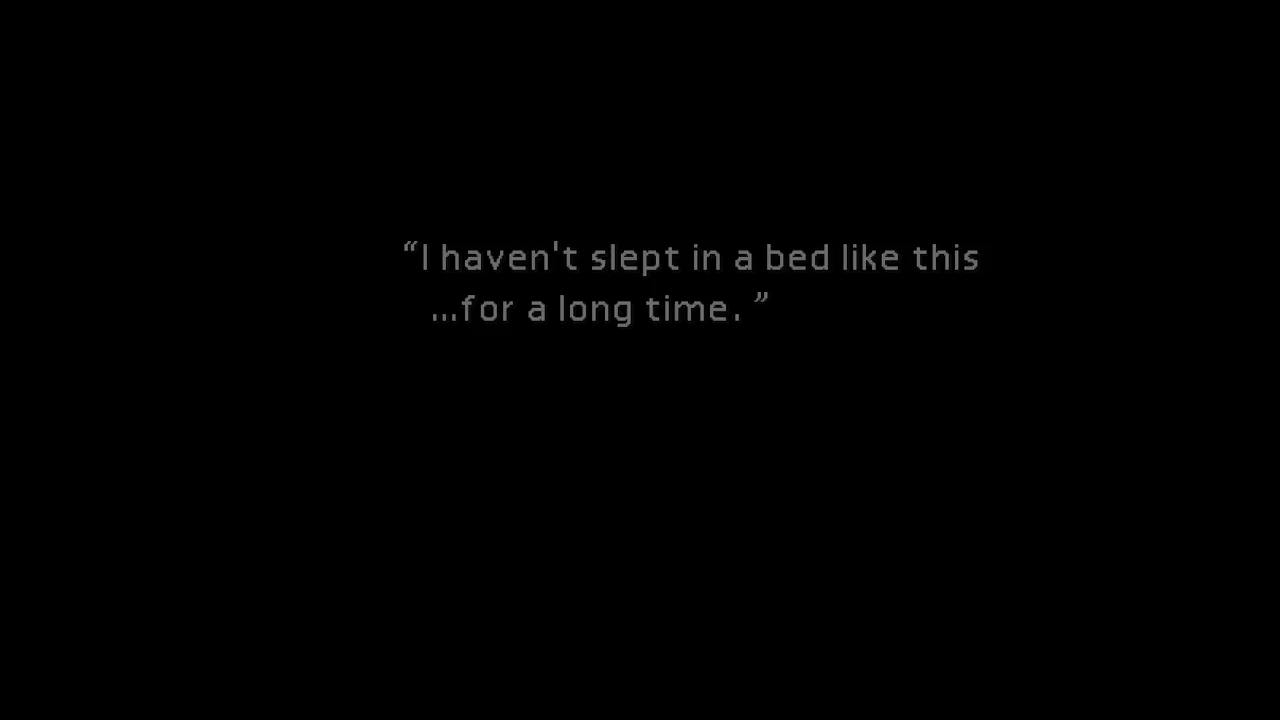 “I haven't slept in a bed like this
...for a long time. ”